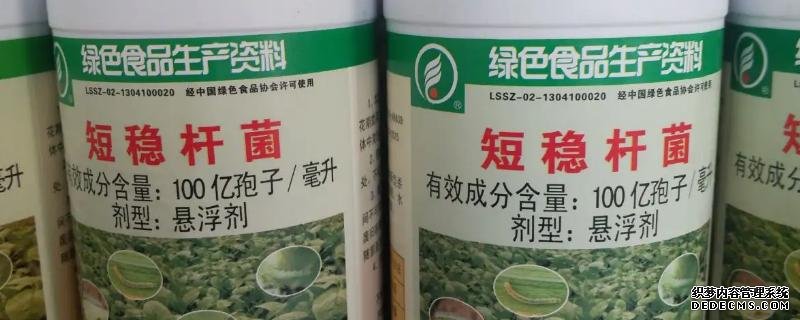 绿色食品生产资料
LSSZ-02-1304100020 经中国绿色食品协会许可使用
短稳杆菌
有效成分含量：100亿孢子/毫升
剂型：悬浮剂
绿色食品生产资料
LSSZ-02-1304100020 经中国绿色食品协会许可使用
短稳杆菌
有效成分含量：100亿孢子/毫
剂型：悬浮剂
毫升
织梦内容管理系统
DEDECMS.COM